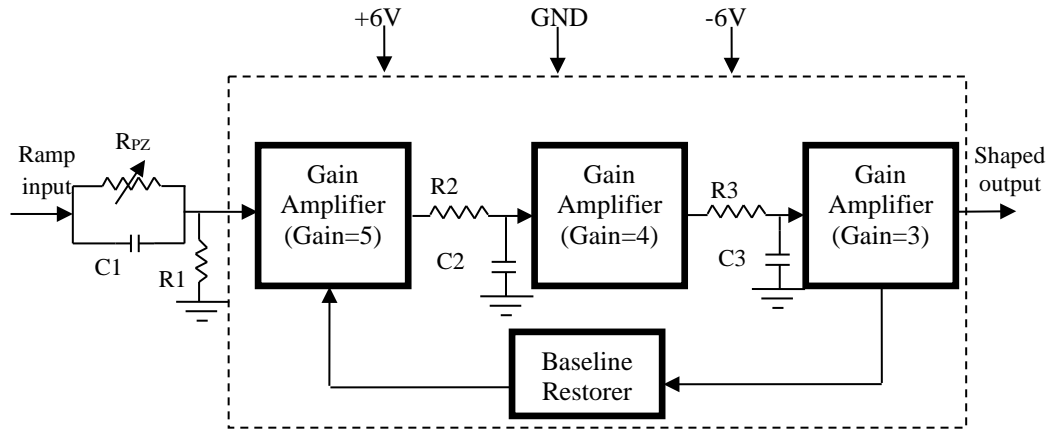 +6V
GND
-6V
Ramp
input
RPZ
C1
R1
Gain
Amplifier
(Gain=5)
R2
C2
Gain
Amplifier
(Gain=4)
R3
C3
Gain
Amplifier
(Gain=3)
Shaped
output
Baseline
Restorer